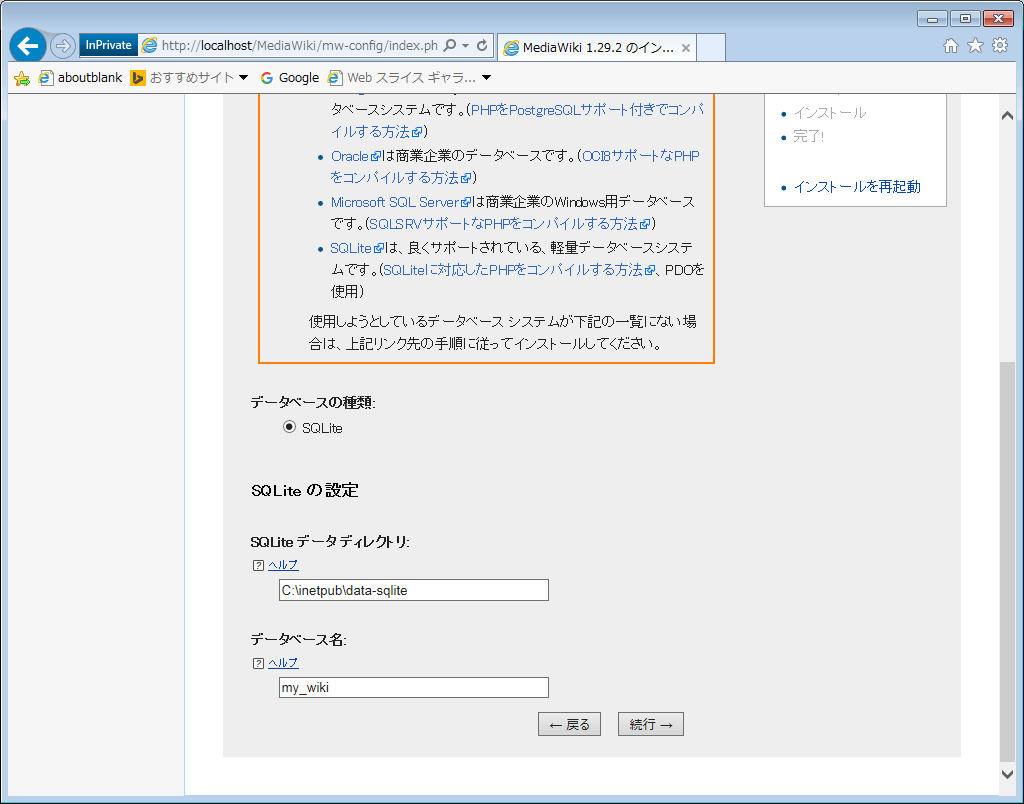 InPrivate
http://localhost/MediaWiki/mw-config/index.ph
MediaWiki 1.29.2 のイン...
aboutblank
おすすめサイト
Google
Web スライス ギャラ...
タベースシステムです。(PHPをPostgreSQLサポート付きでコンパ
イルする方法)
Oracleは商業企業のデータベースです。(OCI8サポートなPHP
をコンパイルする方法)
Microsoft SQL Serverは商業企業のWindows用データベース
です。(SQLSRVサポートなPHPをコンパイルする方法)
SQLiteは、良くサポートされている、軽量データベースシステ
ムです。(SQLiteに対応したPHPをコンパイルする方法、PDOを
使用)
使用しようとしているデータベース システムが下記の一覧にない場
合は、上記リンク先の手順に従ってインストールしてください。
インストール
完了!
インストールを再起動
データベースの種類:
SQLite
SQLite の設定
SQLite データディレクトリ:
? ヘルプ
C:\inetpub\data-sqlite
データベース名:
? ヘルプ
my_wiki
← 戻る
続行 →